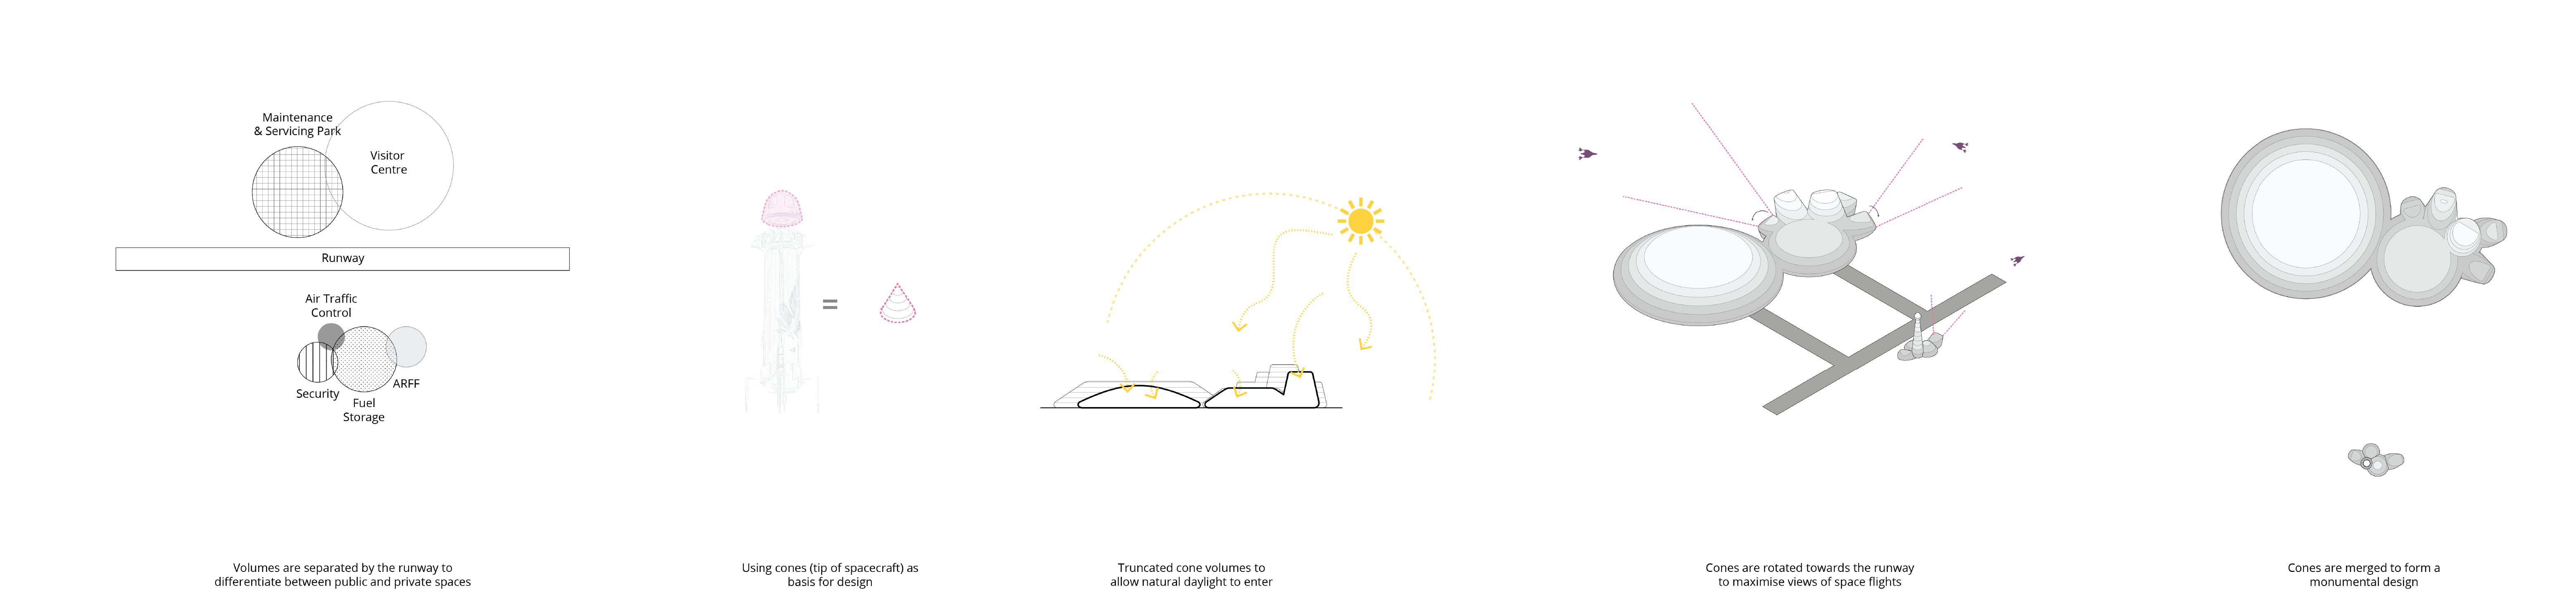 Maintenance
& Servicing Park
Visitor
Centre
Runway
Air Traffic
Control
Security
ARFF
Fuel
Storage
Volumes are separated by the runway to
differentiate between public and private spaces
=
Using cones (tip of spacecraft) as
basis for design
Truncated cone volumes to
allow natural daylight to enter
Cones are rotated towards the runway
to maximise views of space flights
Cones are merged to form a
monumental design